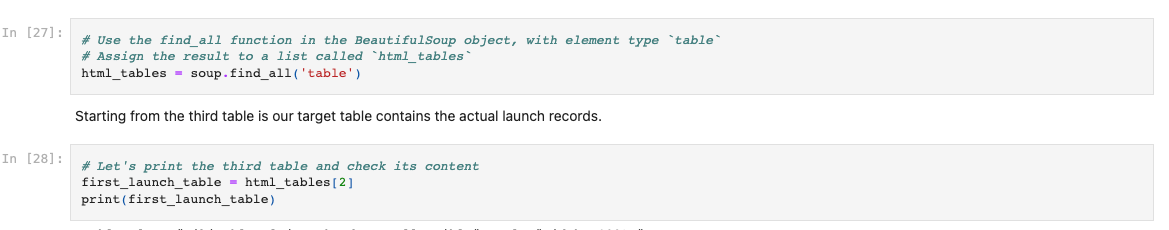 In [27]:
# Use the find_all function in the BeautifulSoup object, with element type `table`
# Assign the result to a list called `html_tables`
html_tables = soup.find_all('table')
Starting from the third table is our target table contains the actual launch records.
In [28]:
# Let's print the third table and check its content
first_launch_table = html_tables[2]
print(first_launch_table)